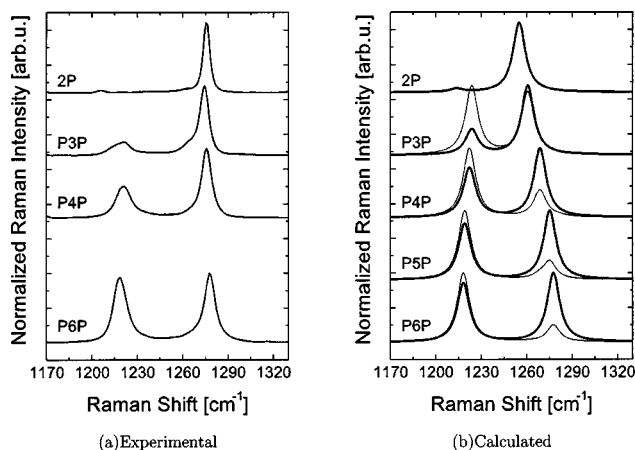 Normalized Raman Intensity [arb.u.]
2P
P3P
P4P
P6P
1170 1200 1230 1260 1290 1320
Raman Shift [cm⁻¹]
(a)Experimental
Normalized Raman Intensity [arb.u.]
2P
P3P
P4P
P5P
P6P
1170 1200 1230 1260 1290 1320
Raman Shift [cm⁻¹]
(b)Calculated